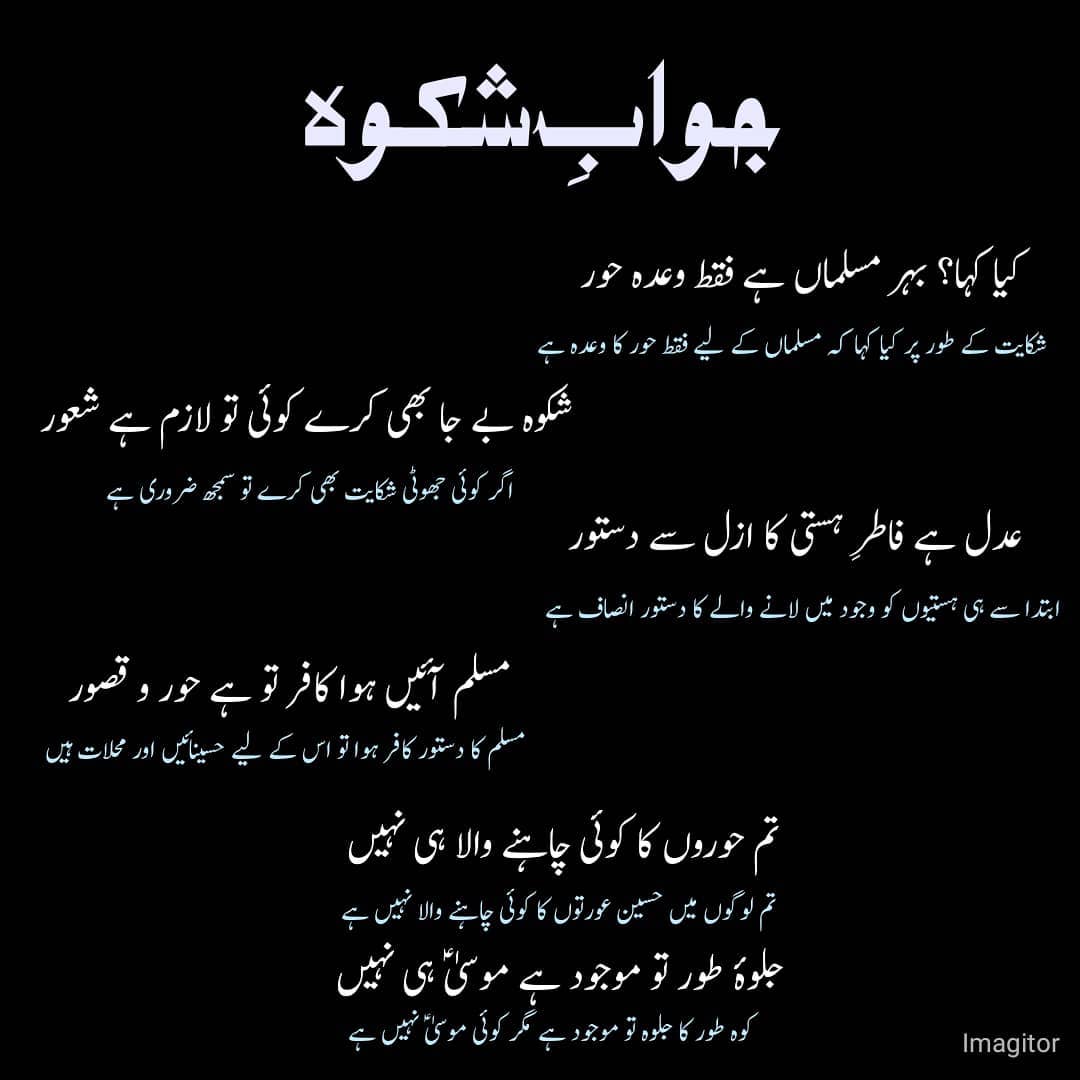 جوابِ شکوہ
کیا کہا؟ بہر مسلماں ہے فقط وعدہ حور
شکایت کے طور پر کیا کہا کہ مسلماں کے لیے فقط حور کا وعدہ ہے
شکوہ بے جا بھی کرے کوئی تو لازم ہے شعور
اگر کوئی جھوٹی شکایت بھی کرے تو سمجھ ضروری ہے
عدل ہے فاطرِ ہستی کا ازل سے دستور
ابتدا سے ہی ہستیوں کو وجود میں لانے والے کا دستور انصاف ہے
مسلم آئیں ہوا کافر تو ہے حور و قصور
مسلم کا دستور کافر ہوا تو اس کے لیے حسینائیں اور محلات ہیں
تم حوروں کا کوئی چاہنے والا ہی نہیں
تم لوگوں میں حسین عورتوں کا کوئی چاہنے والا نہیں ہے
جلوۂ طور تو موجود ہے موسیٰؑ ہی نہیں
کوہ طور کا جلوہ تو موجود ہے مگر کوئی موسیٰؑ نہیں ہے
Imagitor